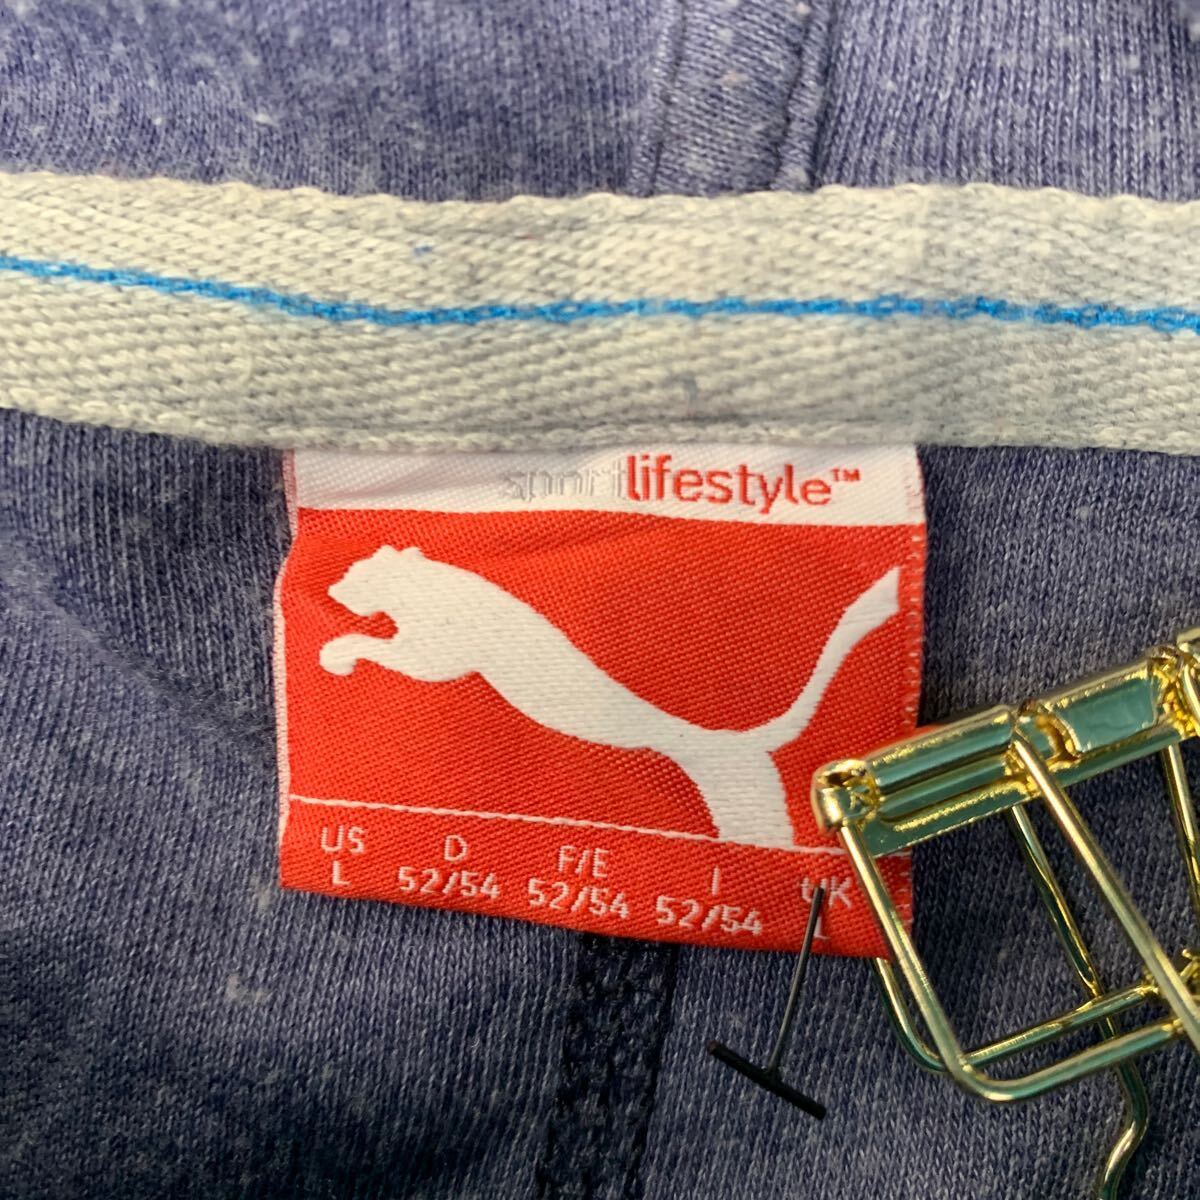 sportlifestyle™
US D F/E I UK
L 52/54 52/54 52/54 L